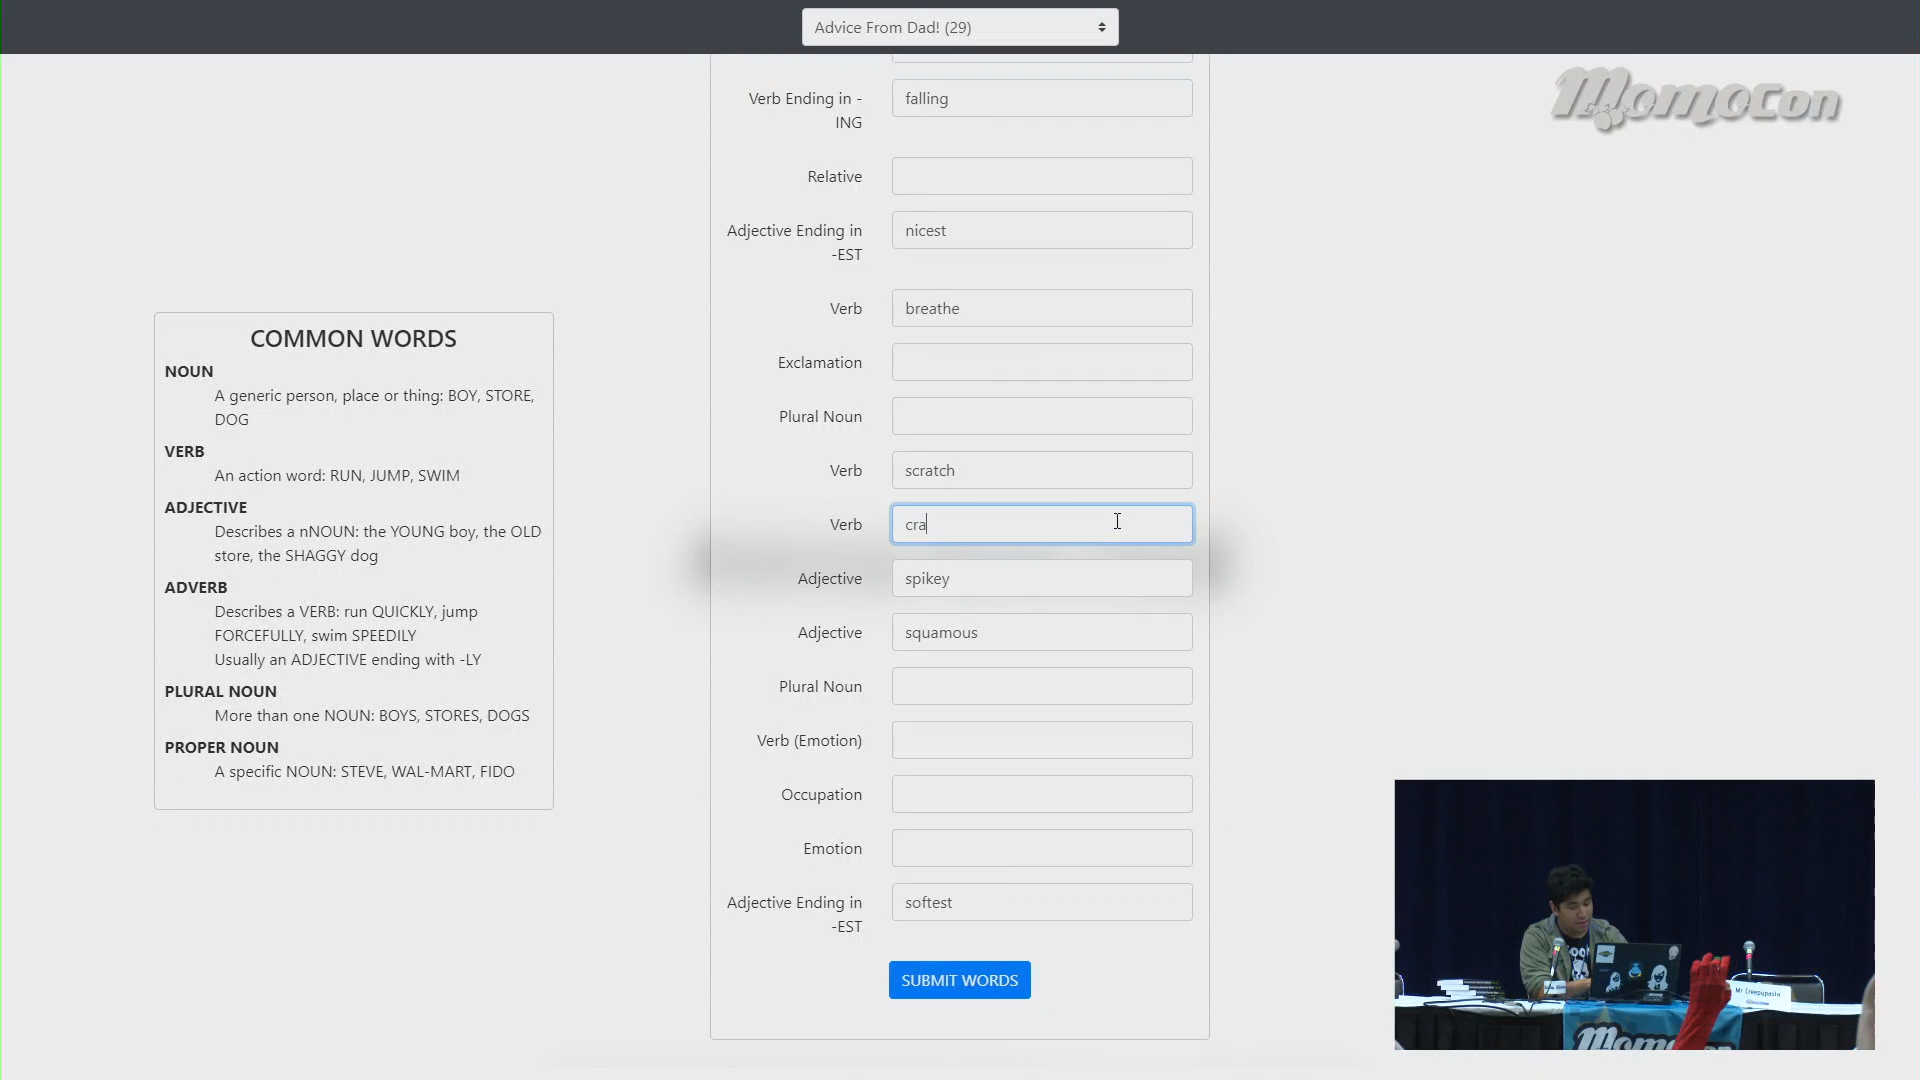 Advice From Dad! (29)
MomoCon
Verb Ending in -
ING
falling
Relative
Adjective Ending in
-EST
nicest
Verb
breathe
Exclamation
Plural Noun
Verb
scratch
Verb
cra
Adjective
spikey
Adjective
squamous
Plural Noun
Verb (Emotion)
Occupation
Emotion
Adjective Ending in
-EST
softest
SUBMIT WORDS
COMMON WORDS
NOUN
A generic person, place or thing: BOY, STORE,
DOG
VERB
An action word: RUN, JUMP, SWIM
ADJECTIVE
Describes a nNOUN: the YOUNG boy, the OLD
store, the SHAGGY dog
ADVERB
Describes a VERB: run QUICKLY, jump
FORCEFULLY, swim SPEEDILY
Usually an ADJECTIVE ending with -LY
PLURAL NOUN
More than one NOUN: BOYS, STORES, DOGS
PROPER NOUN
A specific NOUN: STEVE, WAL-MART, FIDO
Mr Creepypasta